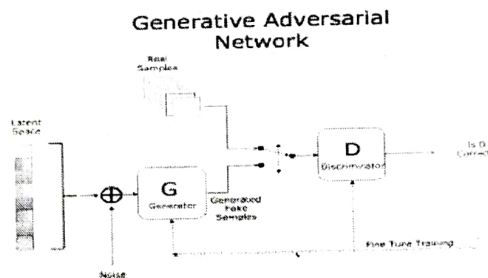 Generative Adversarial
Network
Real
Samples
Latent
Space
G
Generator
D
Discriminator
Is D
Correct
Generated
Fake
Samples
Fine Tune Training
Noise